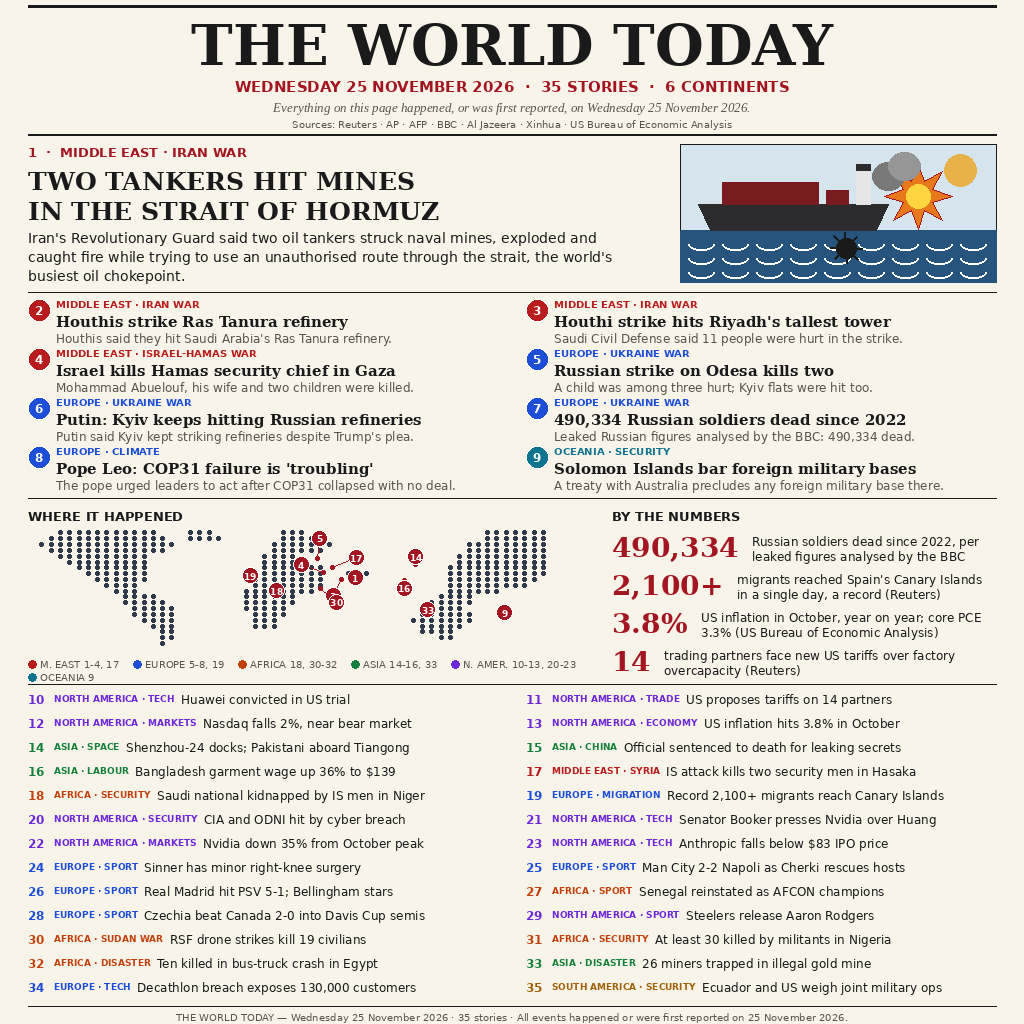 THE WORLD TODAY
WEDNESDAY 25 NOVEMBER 2026 · 35 STORIES · 6 CONTINENTS
Everything on this page happened, or was first reported, on Wednesday 25 November 2026.
Sources: Reuters · AP · AFP · BBC · Al Jazeera · Xinhua · US Bureau of Economic Analysis
1 · MIDDLE EAST · IRAN WAR
TWO TANKERS HIT MINES
IN THE STRAIT OF HORMUZ
Iran's Revolutionary Guard said two oil tankers struck naval mines, exploded and
caught fire while trying to use an unauthorised route through the strait, the world's
busiest oil chokepoint.
2 MIDDLE EAST · IRAN WAR
Houthis strike Ras Tanura refinery
Houthis said they hit Saudi Arabia's Ras Tanura refinery.
3 MIDDLE EAST · IRAN WAR
Houthi strike hits Riyadh's tallest tower
Saudi Civil Defense said 11 people were hurt in the strike.
4 MIDDLE EAST · ISRAEL-HAMAS WAR
Israel kills Hamas security chief in Gaza
Mohammad Abuelouf, his wife and two children were killed.
5 EUROPE · UKRAINE WAR
Russian strike on Odesa kills two
A child was among three hurt; Kyiv flats were hit too.
6 EUROPE · UKRAINE WAR
Putin: Kyiv keeps hitting Russian refineries
Putin said Kyiv kept striking refineries despite Trump's plea.
7 EUROPE · UKRAINE WAR
490,334 Russian soldiers dead since 2022
Leaked Russian figures analysed by the BBC: 490,334 dead.
8 EUROPE · CLIMATE
Pope Leo: COP31 failure is 'troubling'
The pope urged leaders to act after COP31 collapsed with no deal.
9 OCEANIA · SECURITY
Solomon Islands bar foreign military bases
A treaty with Australia precludes any foreign military base there.
WHERE IT HAPPENED
5
17
14
4
19
1
18
16
30
33
9
M. EAST 1-4, 17 EUROPE 5-8, 19 AFRICA 18, 30-32 ASIA 14-16, 33 N. AMER. 10-13, 20-23
OCEANIA 9
BY THE NUMBERS
490,334 Russian soldiers dead since 2022, per
leaked figures analysed by the BBC
2,100+ migrants reached Spain's Canary Islands
in a single day, a record (Reuters)
3.8% US inflation in October, year on year; core PCE
3.3% (US Bureau of Economic Analysis)
14 trading partners face new US tariffs over factory
overcapacity (Reuters)
10 NORTH AMERICA · TECH Huawei convicted in US trial
11 NORTH AMERICA · TRADE US proposes tariffs on 14 partners
12 NORTH AMERICA · MARKETS Nasdaq falls 2%, near bear market
13 NORTH AMERICA · ECONOMY US inflation hits 3.8% in October
14 ASIA · SPACE Shenzhou-24 docks; Pakistani aboard Tiangong
15 ASIA · CHINA Official sentenced to death for leaking secrets
16 ASIA · LABOUR Bangladesh garment wage up 36% to $139
17 MIDDLE EAST · SYRIA IS attack kills two security men in Hasaka
18 AFRICA · SECURITY Saudi national kidnapped by IS men in Niger
19 EUROPE · MIGRATION Record 2,100+ migrants reach Canary Islands
20 NORTH AMERICA · SECURITY CIA and ODNI hit by cyber breach
21 NORTH AMERICA · TECH Senator Booker presses Nvidia over Huang
22 NORTH AMERICA · MARKETS Nvidia down 35% from October peak
23 NORTH AMERICA · TECH Anthropic falls below $83 IPO price
24 EUROPE · SPORT Sinner has minor right-knee surgery
25 EUROPE · SPORT Man City 2-2 Napoli as Cherki rescues hosts
26 EUROPE · SPORT Real Madrid hit PSV 5-1; Bellingham stars
27 AFRICA · SPORT Senegal reinstated as AFCON champions
28 EUROPE · SPORT Czechia beat Canada 2-0 into Davis Cup semis
29 NORTH AMERICA · SPORT Steelers release Aaron Rodgers
30 AFRICA · SUDAN WAR RSF drone strikes kill 19 civilians
31 AFRICA · SECURITY At least 30 killed by militants in Nigeria
32 AFRICA · DISASTER Ten killed in bus-truck crash in Egypt
33 ASIA · DISASTER 26 miners trapped in illegal gold mine
34 EUROPE · TECH Decathlon breach exposes 130,000 customers
35 SOUTH AMERICA · SECURITY Ecuador and US weigh joint military ops
THE WORLD TODAY — Wednesday 25 November 2026 · 35 stories · All events happened or were first reported on 25 November 2026.